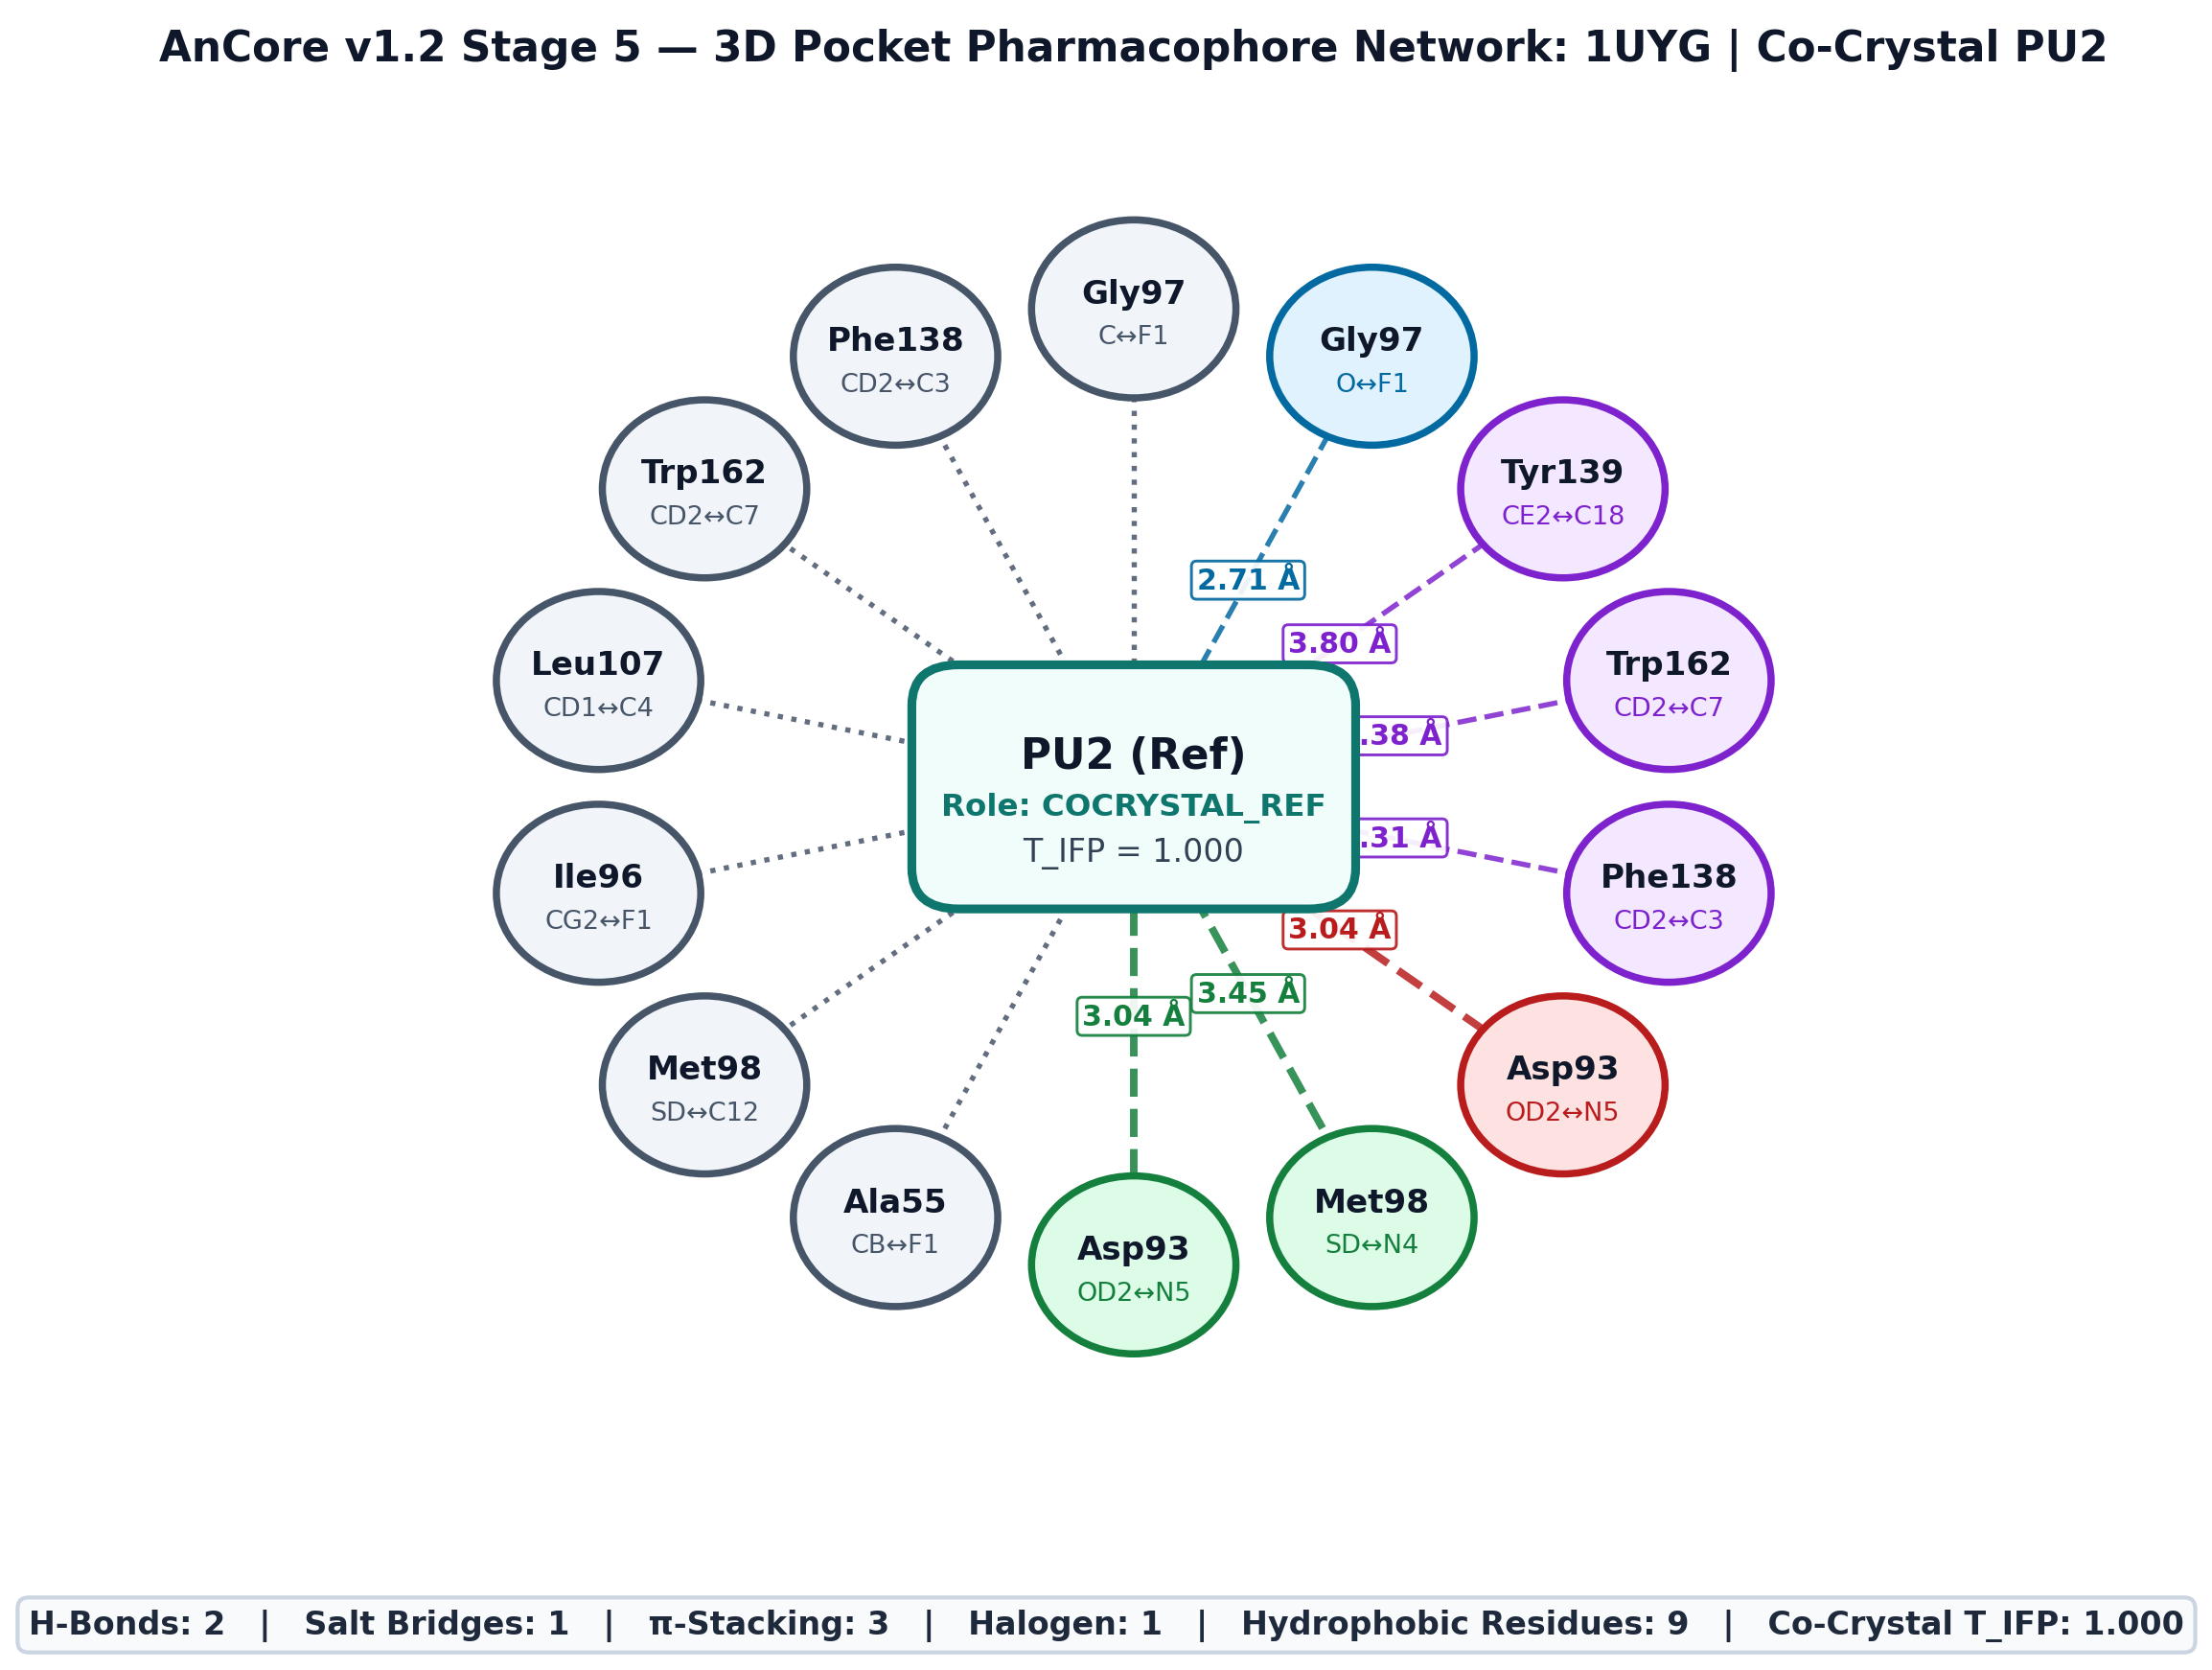 AnCore v1.2 Stage 5 — 3D Pocket Pharmacophore Network: 1UYG | Co-Crystal PU2
Gly97
C↔F1
Gly97
O↔F1
Phe138
CD2↔C3
Tyr139
CE2↔C18
Trp162
CD2↔C7
2.71 Å
3.80 Å
Leu107
CD1↔C4
Trp162
CD2↔C7
.38 Å
PU2 (Ref)
Role: COCRYSTAL_REF
T_IFP = 1.000
.31 Å
Ile96
CG2↔F1
Phe138
CD2↔C3
3.04 Å
3.45 Å
3.04 Å
Met98
SD↔C12
Asp93
OD2↔N5
Ala55
CB↔F1
Met98
SD↔N4
Asp93
OD2↔N5
H-Bonds: 2 | Salt Bridges: 1 | π-Stacking: 3 | Halogen: 1 | Hydrophobic Residues: 9 | Co-Crystal T_IFP: 1.000